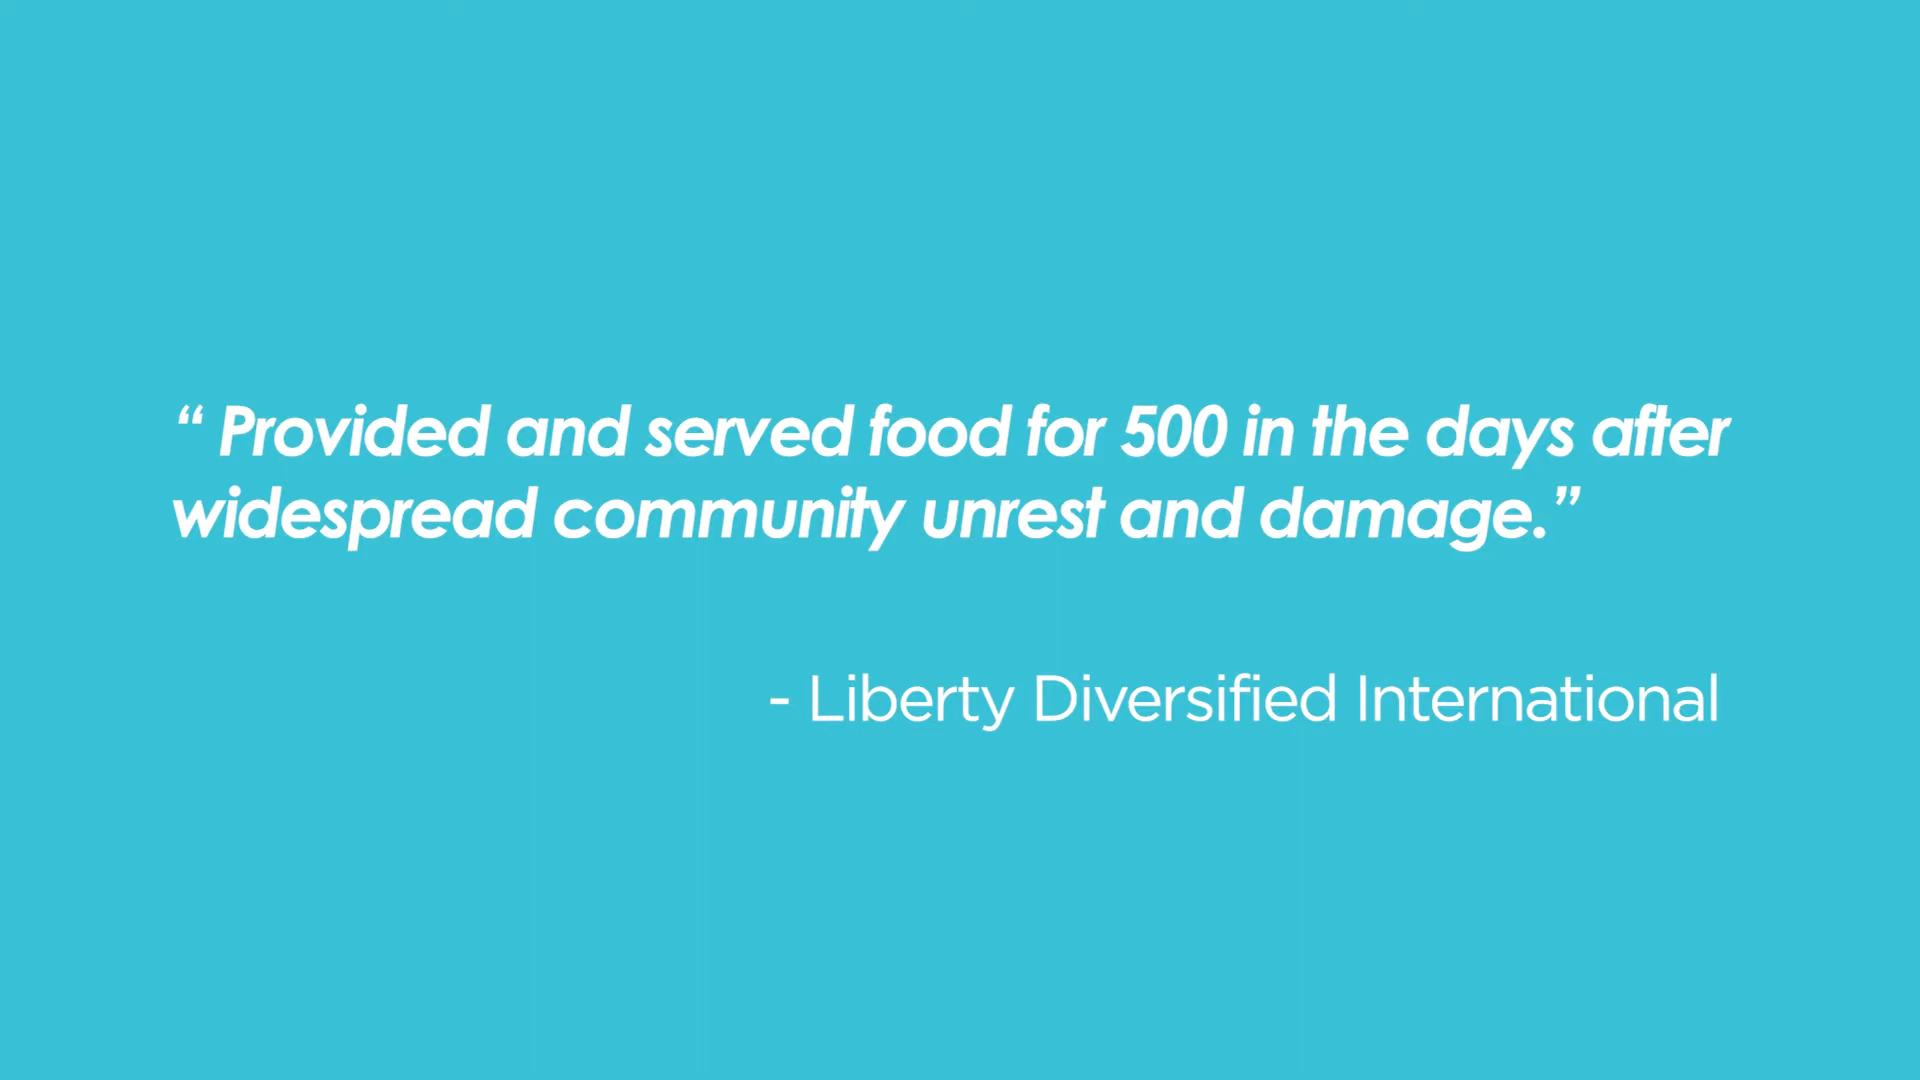 “ Provided and served food for 500 in the days after
widespread community unrest and damage.”
- Liberty Diversified International